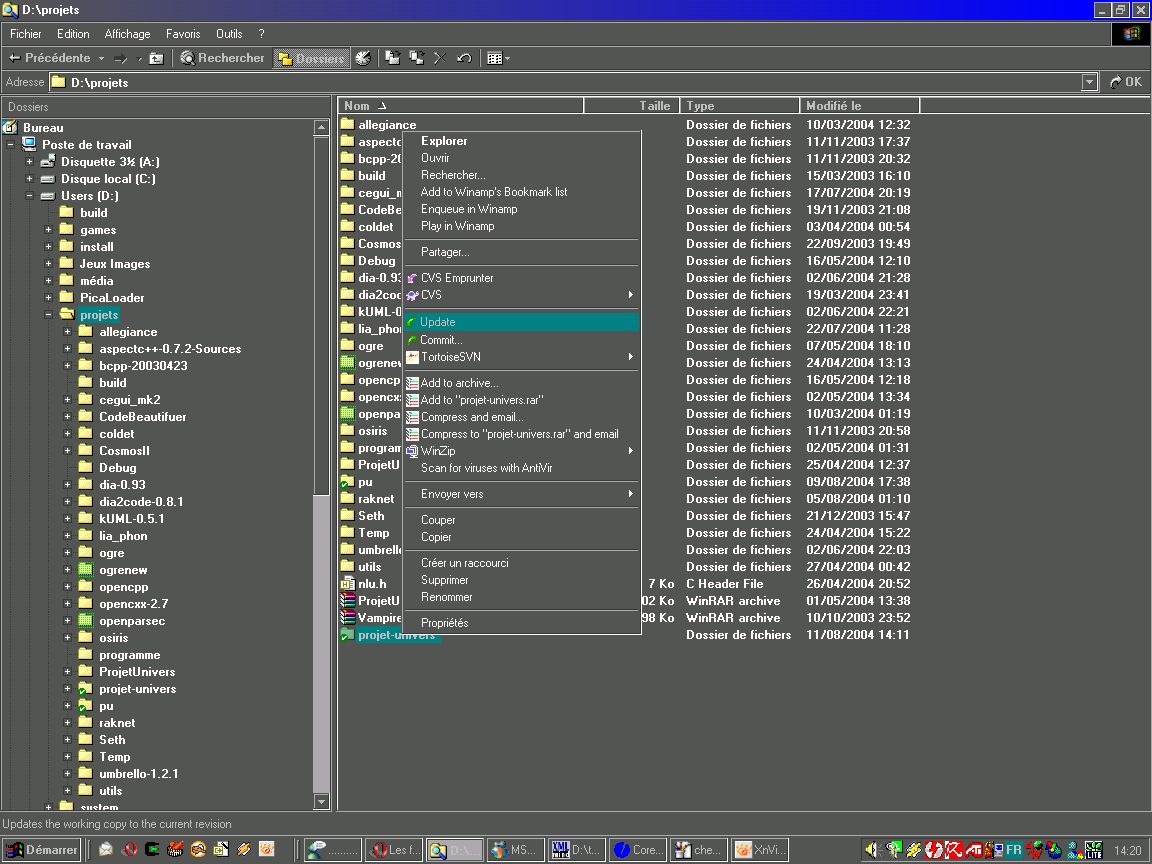 D:\projets
Fichier Edition Affichage Favoris Outils ?
Précédente Rechercher Dossiers
Adresse D:\projets OK
Dossiers
Bureau
Poste de travail
Disquette 3½ (A:)
Disque local (C:)
Users (D:)
build
games
install
Jeux Images
média
PicaLoader
projets
allegiance
aspectc++-0.7.2-Sources
bcpp-20030423
build
cegui_mk2
CodeBeautifuer
coldet
CosmosII
Debug
dia-0.93
dia2code-0.8.1
kUML-0.5.1
lia_phon
ogre
ogrenew
opencpp
opencxx-2.7
openparsec
osiris
programme
ProjetUnivers
projet-univers
pu
raknet
Seth
Temp
umbrello-1.2.1
utils
system
Nom Taille Type Modifié le
allegiance Dossier de fichiers 10/03/2004 12:32
aspectc Dossier de fichiers 11/11/2003 17:37
bcpp-20 Dossier de fichiers 11/11/2003 20:32
build Dossier de fichiers 15/03/2003 16:10
cegui_m Dossier de fichiers 17/07/2004 20:19
CodeBe Dossier de fichiers 19/11/2003 21:08
coldet Dossier de fichiers 03/04/2004 00:54
Cosmos Dossier de fichiers 22/09/2003 19:49
Debug Dossier de fichiers 16/05/2004 12:10
dia-0.93 Dossier de fichiers 02/06/2004 21:28
dia2co Dossier de fichiers 19/03/2004 23:41
kUML-0 Dossier de fichiers 02/06/2004 22:21
lia_pho Dossier de fichiers 22/07/2004 11:28
ogre Dossier de fichiers 07/05/2004 18:10
ogrenew Dossier de fichiers 24/04/2004 13:13
opencp Dossier de fichiers 16/05/2004 12:18
opencx Dossier de fichiers 02/05/2004 13:34
openpa Dossier de fichiers 10/03/2004 01:19
osiris Dossier de fichiers 11/11/2003 20:58
program Dossier de fichiers 02/05/2004 01:31
ProjetU Dossier de fichiers 25/04/2004 12:37
pu Dossier de fichiers 09/08/2004 17:38
raknet Dossier de fichiers 05/08/2004 01:10
Seth Dossier de fichiers 21/12/2003 15:47
Temp Dossier de fichiers 24/04/2004 15:22
umbrello Dossier de fichiers 02/06/2004 22:03
utils Dossier de fichiers 27/04/2004 00:42
nlu.h 7 Ko C Header File 26/04/2004 20:52
ProjetU 02 Ko WinRAR archive 01/05/2004 13:38
Vampire 98 Ko WinRAR archive 10/10/2003 23:52
projet-univers Dossier de fichiers 11/08/2004 14:11
Explorer
Ouvrir
Rechercher...
Add to Winamp's Bookmark list
Enqueue in Winamp
Play in Winamp
Partager...
CVS Emprunter
CVS
Update
Commit...
TortoiseSVN
Add to archive...
Add to "projet-univers.rar"
Compress and email...
Compress to "projet-univers.rar" and email
WinZip
Scan for viruses with AntiVir
Envoyer vers
Couper
Copier
Créer un raccourci
Supprimer
Renommer
Propriétés
Updates the working copy to the current revision
Démarrer .......... Les f... D:\... MS... D:\t... Core... che... XnVi... FR 14:20